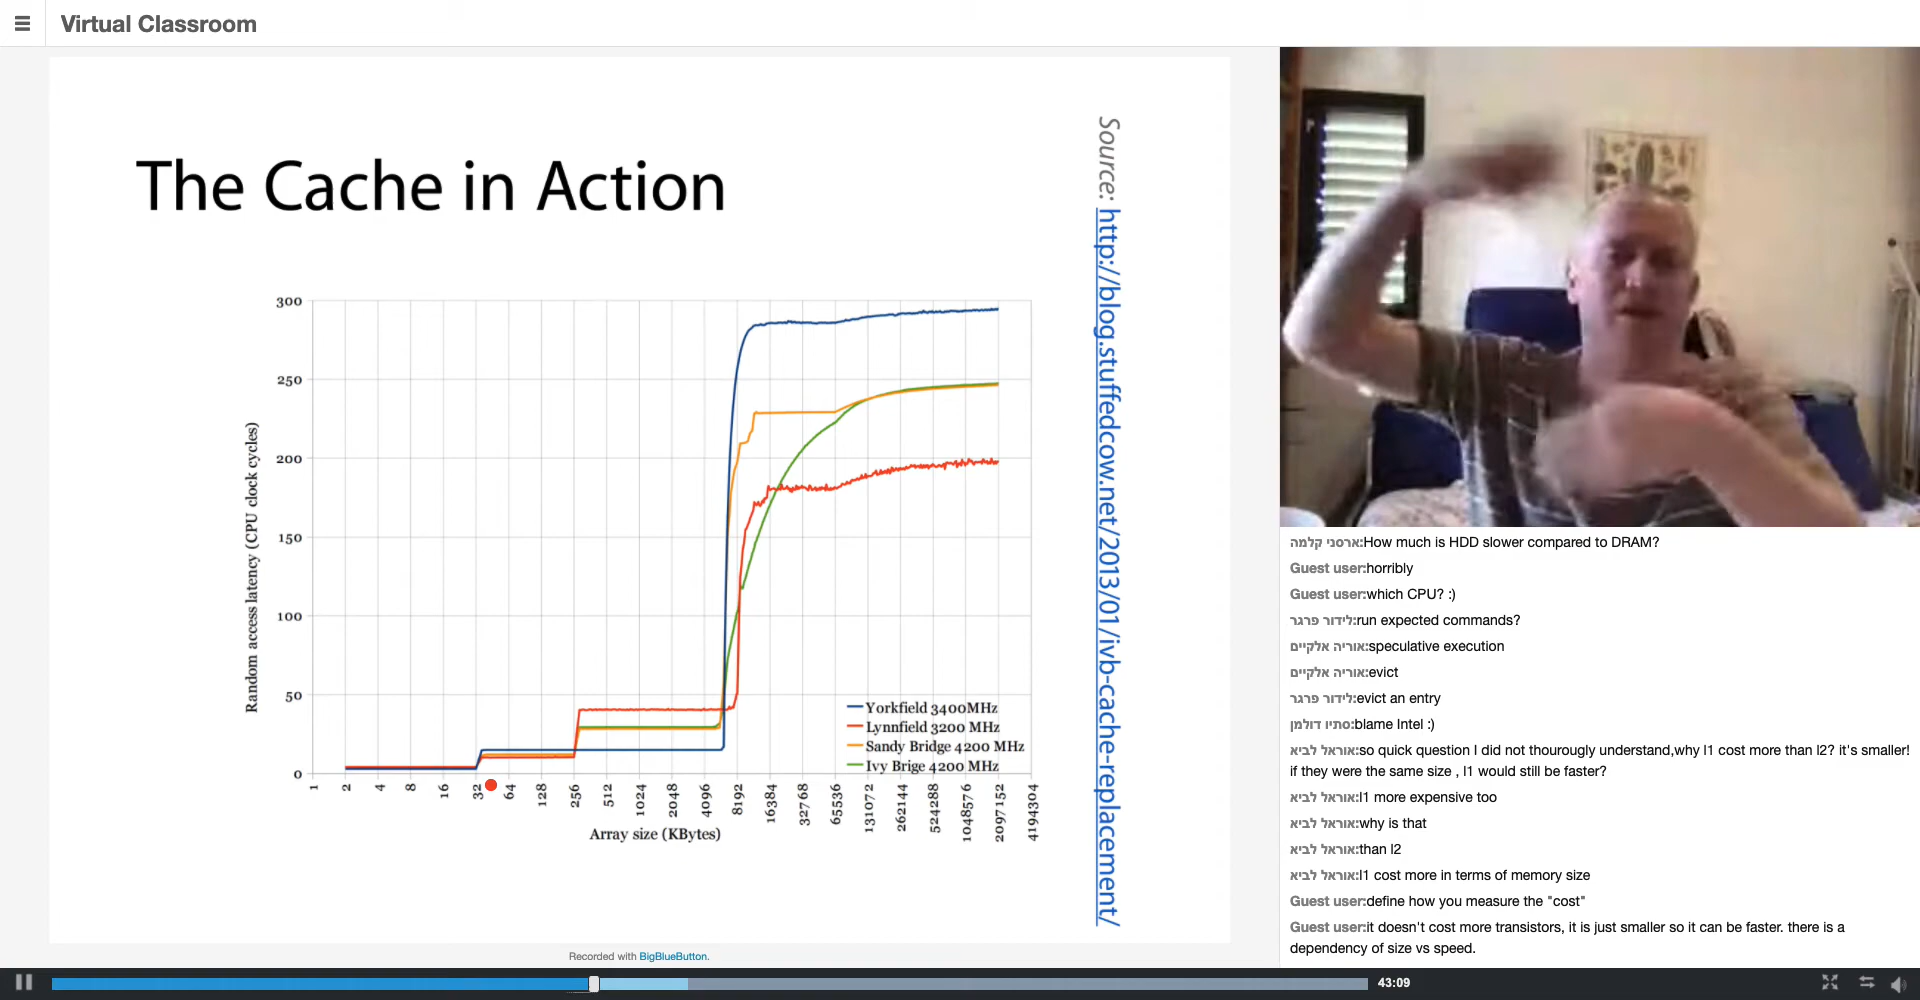 Virtual Classroom
The Cache in Action
Source: http://blog.stuffedcow.net/2013/01/ivb-cache-replacement/
300
250
200
150
100
50
0
Random access latency (CPU clock cycles)
Yorkfield 3400MHz
Lynnfield 3200 MHz
Sandy Bridge 4200 MHz
Ivy Brige 4200 MHz
1 2 4 8 16 32 64 128 256 512 1024 2048 4096 8192 16384 32768 65536 131072 262144 524288 1048576 2097152 4194304
Array size (KBytes)
Recorded with BigBlueButton.
ארסני קלמה:How much is HDD slower compared to DRAM?
Guest user:horribly
Guest user:which CPU? :)
לידור פרגר:run expected commands?
אוריה אלקיים:speculative execution
אוריה אלקיים:evict
לידור פרגר:evict an entry
סתיו דולמן:blame Intel :)
אוראל לביא:so quick question I did not thourougly understand,why l1 cost more than l2? it's smaller!
if they were the same size , l1 would still be faster?
אוראל לביא:l1 more expensive too
אוראל לביא:why is that
אוראל לביא:than l2
אוראל לביא:l1 cost more in terms of memory size
Guest user:define how you measure the "cost"
Guest user:it doesn't cost more transistors, it is just smaller so it can be faster. there is a
dependency of size vs speed.
43:09